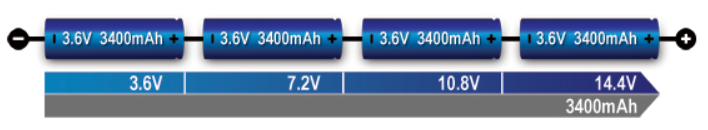 3.6V 3400mAh + 3.6V 3400mAh + 3.6V 3400mAh + 3.6V 3400mAh +
3.6V 7.2V 10.8V 14.4V
3400mAh